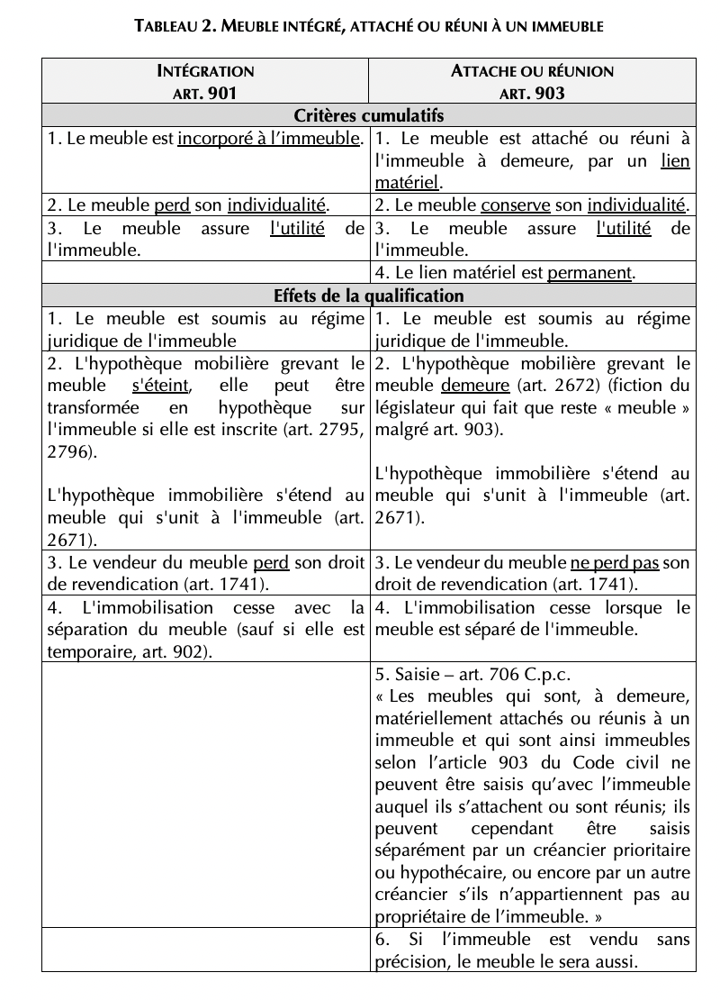 TABLEAU 2. MEUBLE INTÉGRÉ, ATTACHÉ OU RÉUNI À UN IMMEUBLE
INTÉGRATION
ART. 901
ATTACHE OU RÉUNION
ART. 903
Critères cumulatifs
1. Le meuble est incorporé à l’immeuble.
1. Le meuble est attaché ou réuni à
l'immeuble à demeure, par un lien
matériel.
2. Le meuble perd son individualité.
2. Le meuble conserve son individualité.
3. Le meuble assure l'utilité de
l'immeuble.
3. Le meuble assure l'utilité de
l'immeuble.
4. Le lien matériel est permanent.
Effets de la qualification
1. Le meuble est soumis au régime
juridique de l'immeuble
1. Le meuble est soumis au régime
juridique de l'immeuble.
2. L'hypothèque mobilière grevant le
meuble s'éteint, elle peut être
transformée en hypothèque sur
l'immeuble si elle est inscrite (art. 2795,
2796).
L'hypothèque immobilière s'étend au
meuble qui s'unit à l'immeuble (art.
2671).
2. L'hypothèque mobilière grevant le
meuble demeure (art. 2672) (fiction du
législateur qui fait que reste « meuble »
malgré art. 903).
L'hypothèque immobilière s'étend au
meuble qui s'unit à l'immeuble (art.
2671).
3. Le vendeur du meuble perd son droit
de revendication (art. 1741).
3. Le vendeur du meuble ne perd pas son
droit de revendication (art. 1741).
4. L'immobilisation cesse avec la
séparation du meuble (sauf si elle est
temporaire, art. 902).
4. L'immobilisation cesse lorsque le
meuble est séparé de l'immeuble.
5. Saisie – art. 706 C.p.c.
« Les meubles qui sont, à demeure,
matériellement attachés ou réunis à un
immeuble et qui sont ainsi immeubles
selon l’article 903 du Code civil ne
peuvent être saisis qu’avec l’immeuble
auquel ils s’attachent ou sont réunis; ils
peuvent cependant être saisis
séparément par un créancier prioritaire
ou hypothécaire, ou encore par un autre
créancier s’ils n’appartiennent pas au
propriétaire de l’immeuble. »
6. Si l’immeuble est vendu sans
précision, le meuble le sera aussi.